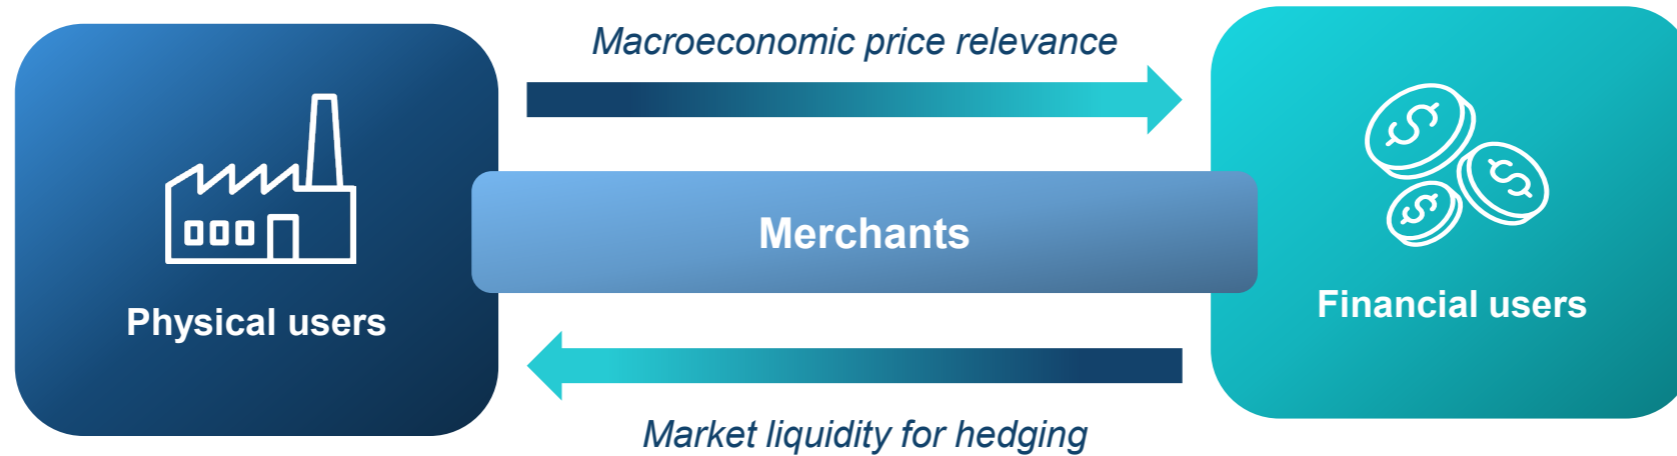 Macroeconomic price relevance
Physical users
Merchants
Financial users
Market liquidity for hedging